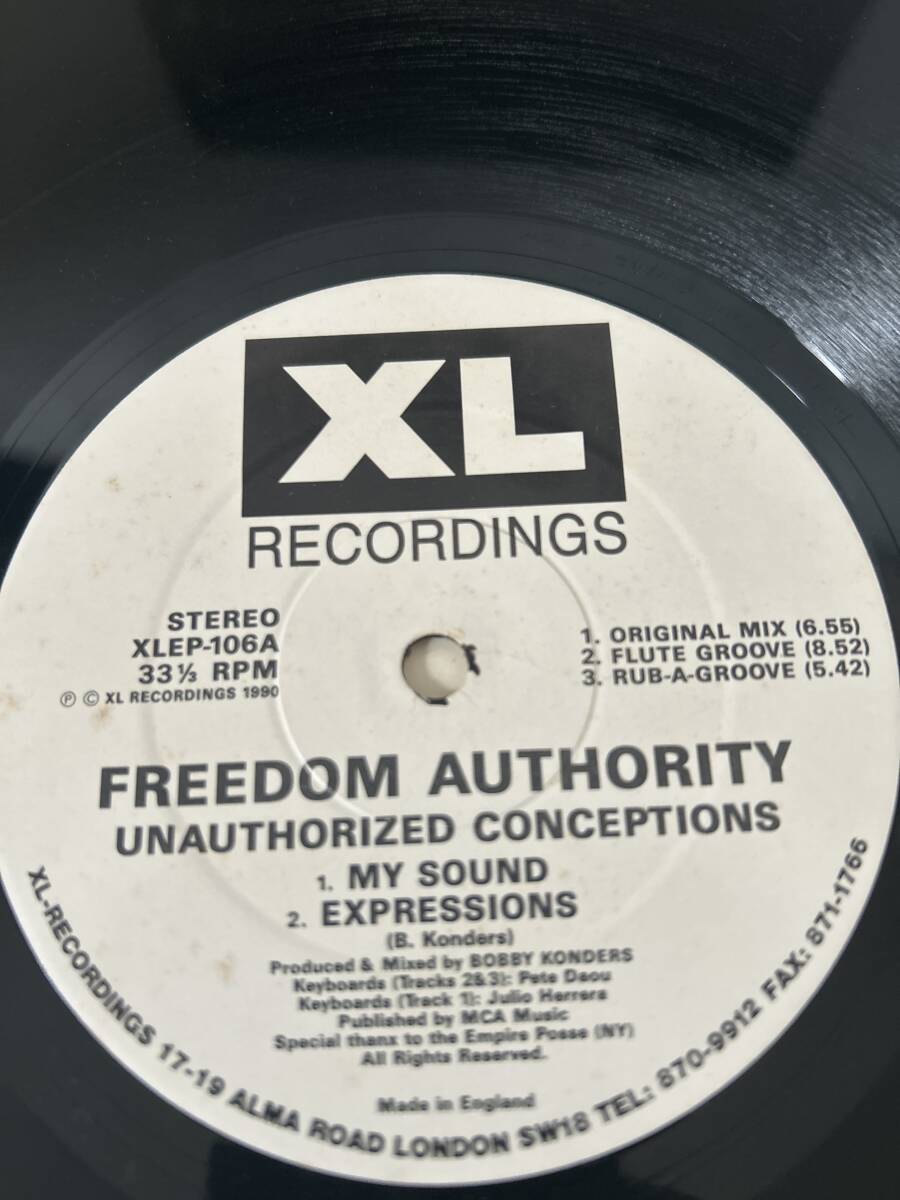 XL
RECORDINGS
STEREO
XLEP-106A
33⅓ RPM
℗ © XL RECORDINGS 1990
1. ORIGINAL MIX (6.55)
2. FLUTE GROOVE (8.52)
3. RUB-A-GROOVE (5.42)
FREEDOM AUTHORITY
UNAUTHORIZED CONCEPTIONS
1. MY SOUND
2. EXPRESSIONS
(B. Konders)
Produced & Mixed by BOBBY KONDERS
Keyboards (Tracks 2&3): Pete Daou
Keyboards (Track 1): Julio Herrera
Published by MCA Music
Special thanx to the Empire Posse (NY)
All Rights Reserved.
Made in England
XL-RECORDINGS 17-19 ALMA ROAD LONDON SW18 TEL: 870-9912 FAX: 871-1766